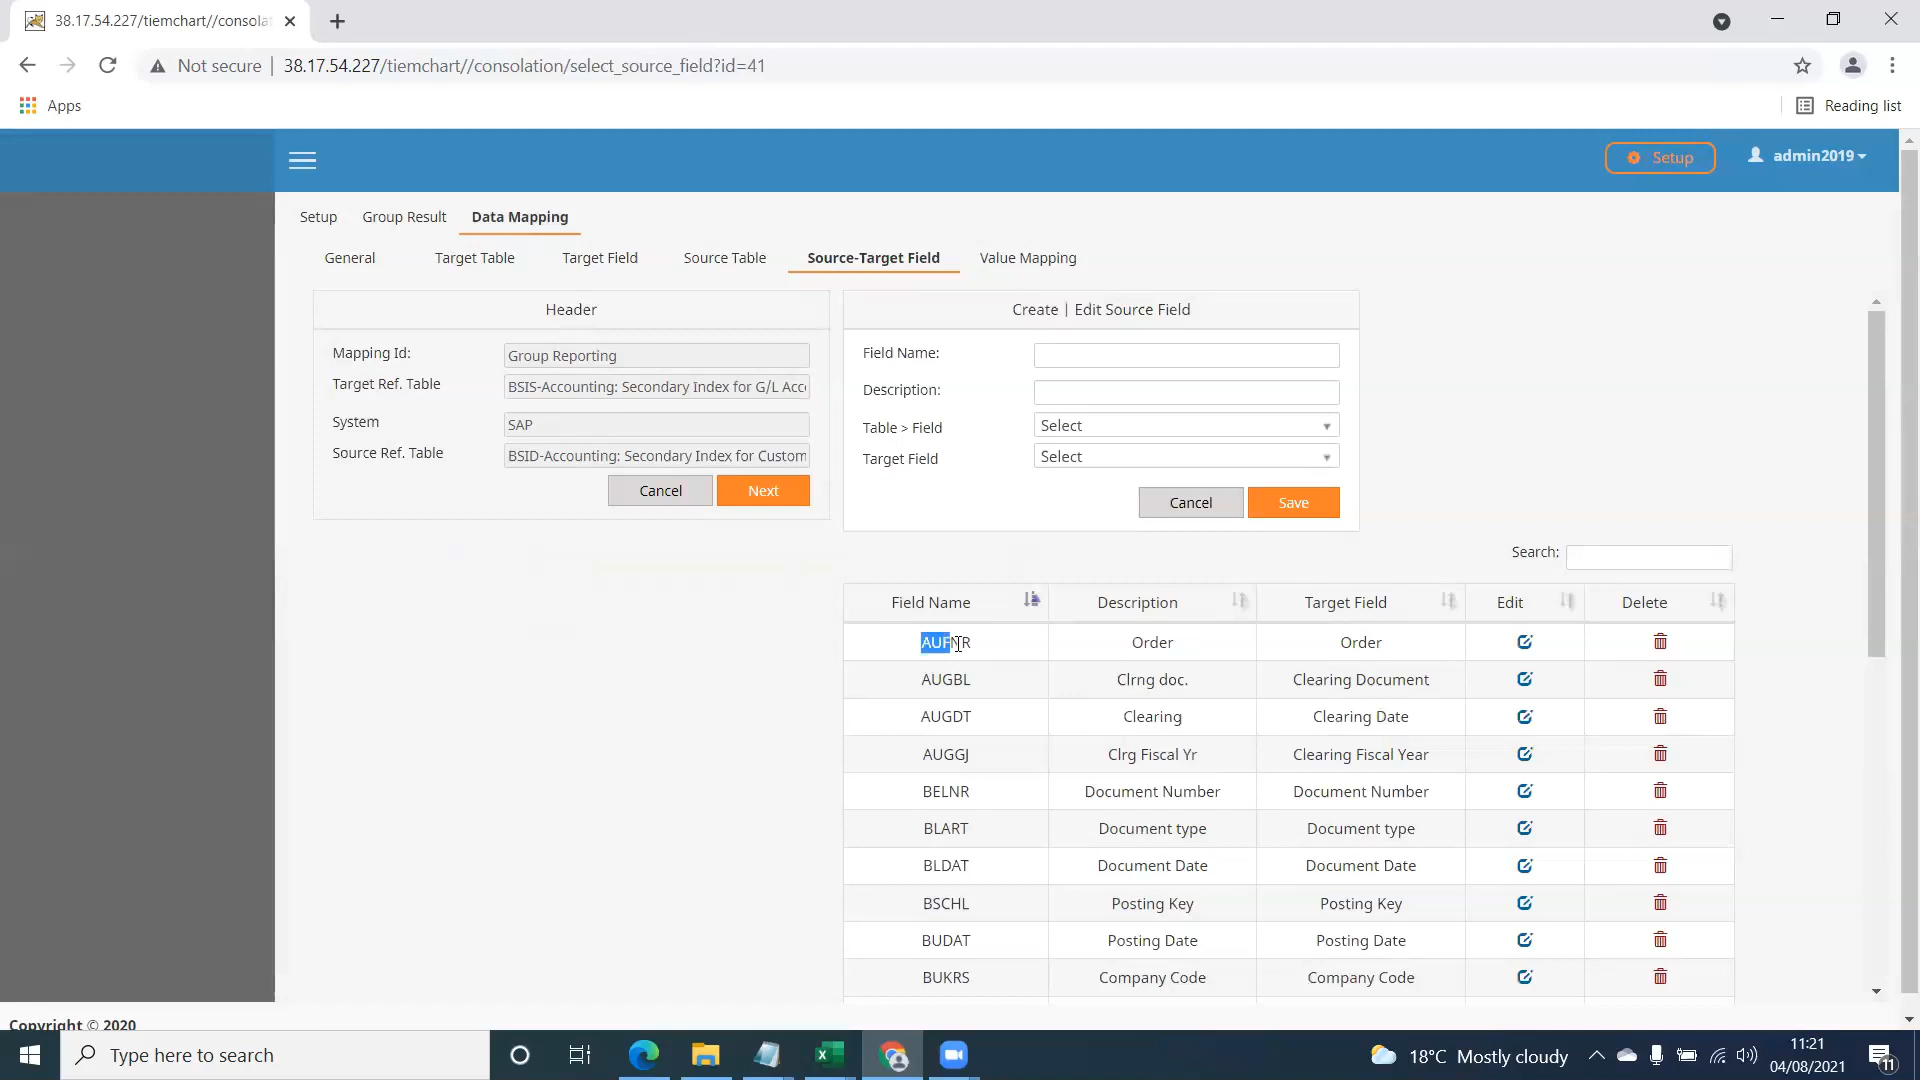 38.17.54.227/tiemchart//consola
Not secure | 38.17.54.227/tiemchart//consolation/select_source_field?id=41
Apps
Reading list
Setup
admin2019
Setup Group Result Data Mapping
General Target Table Target Field Source Table Source-Target Field Value Mapping
Header
Mapping Id: Group Reporting
Target Ref. Table BSIS-Accounting: Secondary Index for G/L Acc
System SAP
Source Ref. Table BSID-Accounting: Secondary Index for Custom
Cancel Next
Create | Edit Source Field
Field Name:
Description:
Table > Field Select
Target Field Select
Cancel Save
Search:
Field Name Description Target Field Edit Delete
AUFNR Order Order
AUGBL Clrng doc. Clearing Document
AUGDT Clearing Clearing Date
AUGGJ Clrg Fiscal Yr Clearing Fiscal Year
BELNR Document Number Document Number
BLART Document type Document type
BLDAT Document Date Document Date
BSCHL Posting Key Posting Key
BUDAT Posting Date Posting Date
BUKRS Company Code Company Code
Copyright © 2020
Type here to search
18°C Mostly cloudy
11:21
04/08/2021
11